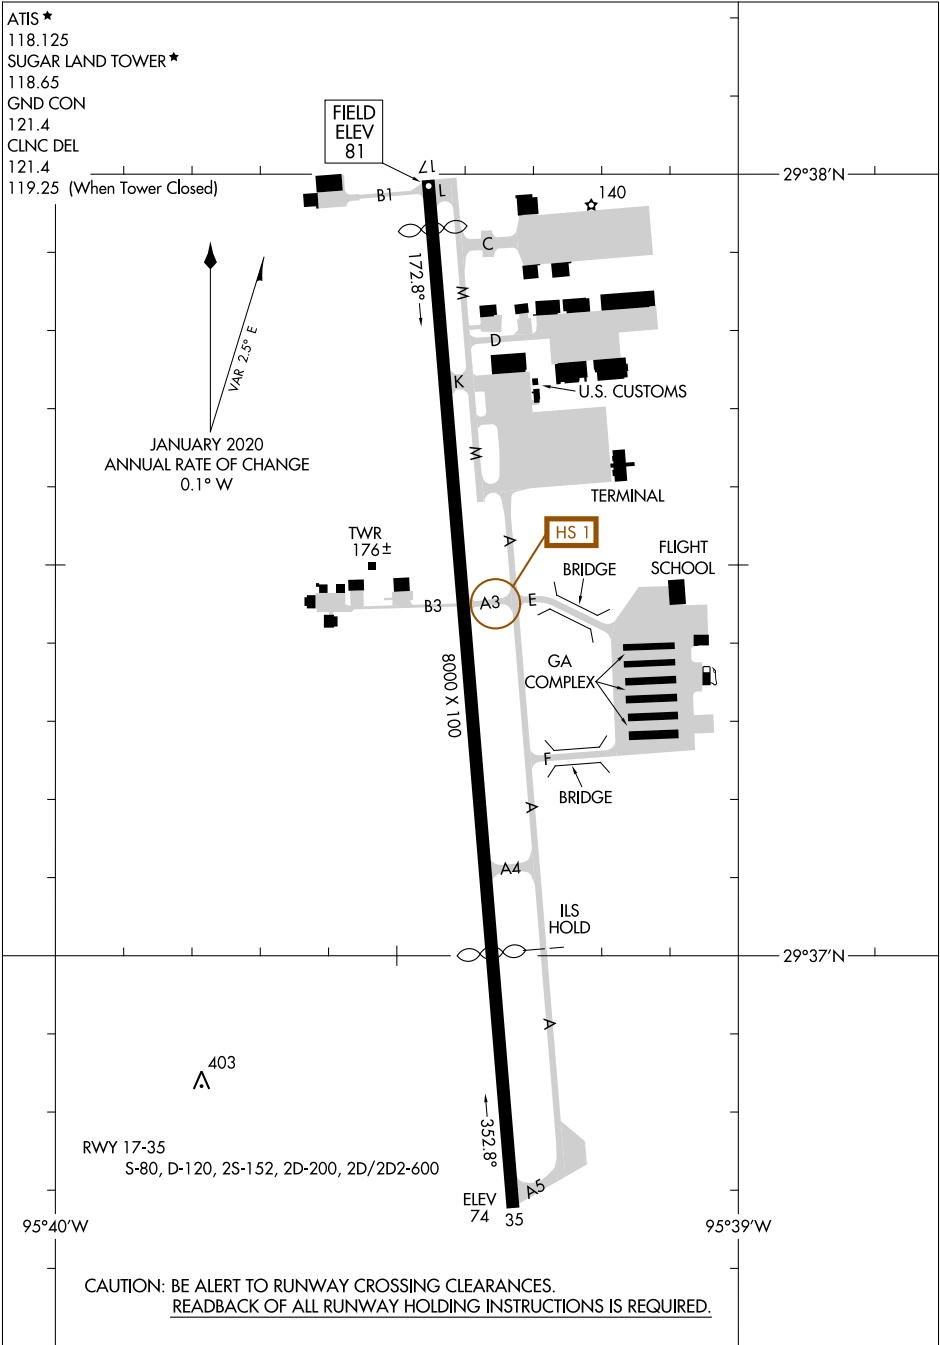 ATIS ★
118.125
SUGAR LAND TOWER ★
118.65
GND CON
121.4
CLNC DEL
121.4
119.25 (When Tower Closed)
FIELD
ELEV
81
17
29°38'N
B1
L
140
C
172.8°
M
VAR 2.5° E
D
K
U.S. CUSTOMS
JANUARY 2020
ANNUAL RATE OF CHANGE
0.1° W
M
TERMINAL
HS 1
TWR
176±
A
BRIDGE
FLIGHT
SCHOOL
B3
A3
E
8000 X 100
GA
COMPLEX
F
BRIDGE
A
A4
ILS
HOLD
29°37'N
A
403
352.8°
RWY 17-35
S-80, D-120, 2S-152, 2D-200, 2D/2D2-600
A5
ELEV
74
35
95°40'W
95°39'W
CAUTION: BE ALERT TO RUNWAY CROSSING CLEARANCES.
READBACK OF ALL RUNWAY HOLDING INSTRUCTIONS IS REQUIRED.